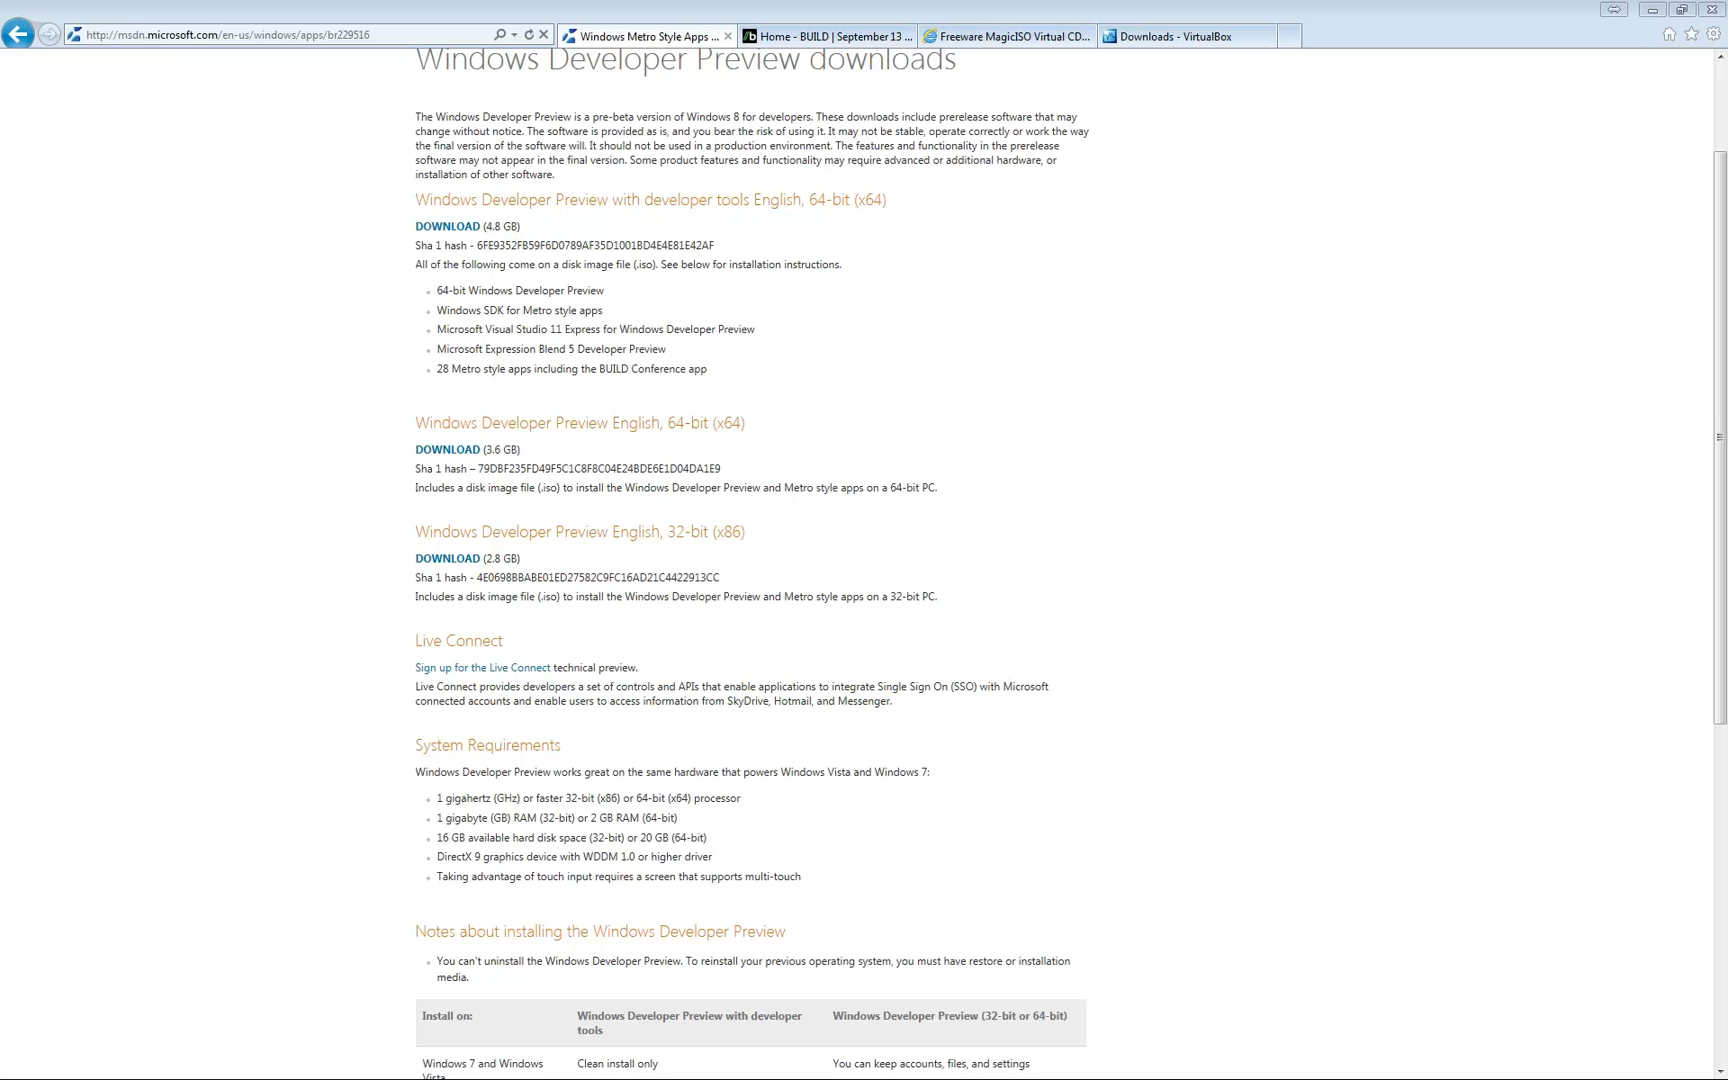 http://msdn.microsoft.com/en-us/windows/apps/br229516
Windows Metro Style Apps ...
Home - BUILD | September 13 ...
Freeware MagicISO Virtual CD...
Downloads - VirtualBox
Windows Developer Preview downloads
The Windows Developer Preview is a pre-beta version of Windows 8 for developers. These downloads include prerelease software that may
change without notice. The software is provided as is, and you bear the risk of using it. It may not be stable, operate correctly or work the way
the final version of the software will. It should not be used in a production environment. The features and functionality in the prerelease
software may not appear in the final version. Some product features and functionality may require advanced or additional hardware, or
installation of other software.
Windows Developer Preview with developer tools English, 64-bit (x64)
DOWNLOAD (4.8 GB)
Sha 1 hash - 6FE9352FB59F6D0789AF35D1001BD4E4E81E42AF
All of the following come on a disk image file (.iso). See below for installation instructions.
64-bit Windows Developer Preview
Windows SDK for Metro style apps
Microsoft Visual Studio 11 Express for Windows Developer Preview
Microsoft Expression Blend 5 Developer Preview
28 Metro style apps including the BUILD Conference app
Windows Developer Preview English, 64-bit (x64)
DOWNLOAD (3.6 GB)
Sha 1 hash – 79DBF235FD49F5C1C8F8C04E24BDE6E1D04DA1E9
Includes a disk image file (.iso) to install the Windows Developer Preview and Metro style apps on a 64-bit PC.
Windows Developer Preview English, 32-bit (x86)
DOWNLOAD (2.8 GB)
Sha 1 hash - 4E0698BBABE01ED27582C9FC16AD21C4422913CC
Includes a disk image file (.iso) to install the Windows Developer Preview and Metro style apps on a 32-bit PC.
Live Connect
Sign up for the Live Connect technical preview.
Live Connect provides developers a set of controls and APIs that enable applications to integrate Single Sign On (SSO) with Microsoft
connected accounts and enable users to access information from SkyDrive, Hotmail, and Messenger.
System Requirements
Windows Developer Preview works great on the same hardware that powers Windows Vista and Windows 7:
1 gigahertz (GHz) or faster 32-bit (x86) or 64-bit (x64) processor
1 gigabyte (GB) RAM (32-bit) or 2 GB RAM (64-bit)
16 GB available hard disk space (32-bit) or 20 GB (64-bit)
DirectX 9 graphics device with WDDM 1.0 or higher driver
Taking advantage of touch input requires a screen that supports multi-touch
Notes about installing the Windows Developer Preview
You can't uninstall the Windows Developer Preview. To reinstall your previous operating system, you must have restore or installation
media.
Install on:
Windows Developer Preview with developer
tools
Windows Developer Preview (32-bit or 64-bit)
Windows 7 and Windows
Vista
Clean install only
You can keep accounts, files, and settings